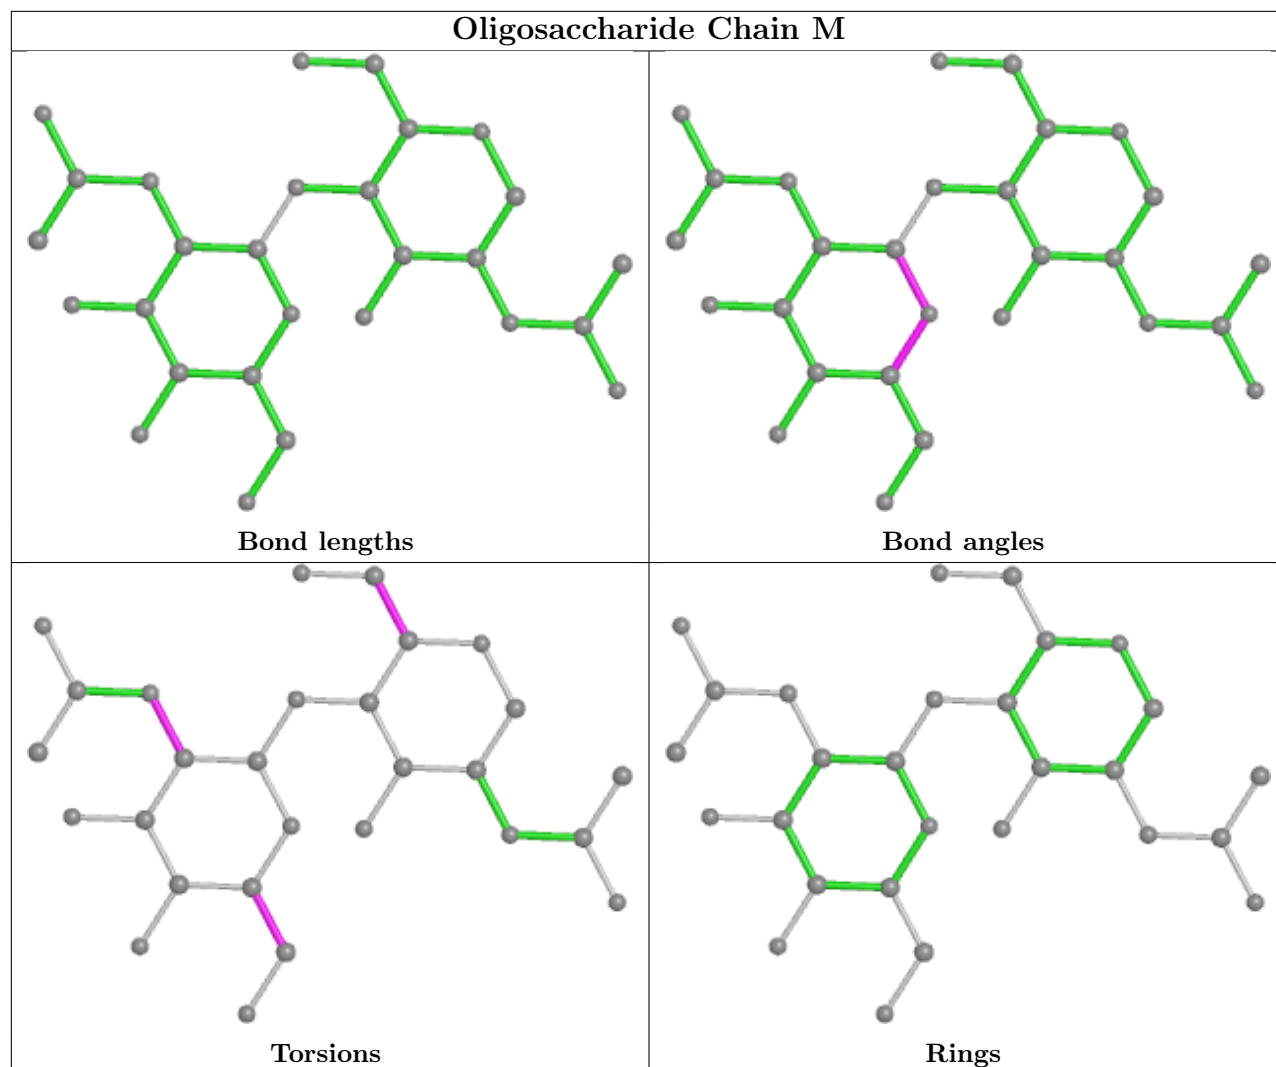 Oligosaccharide Chain M
Bond lengths
Bond angles
Torsions
Rings